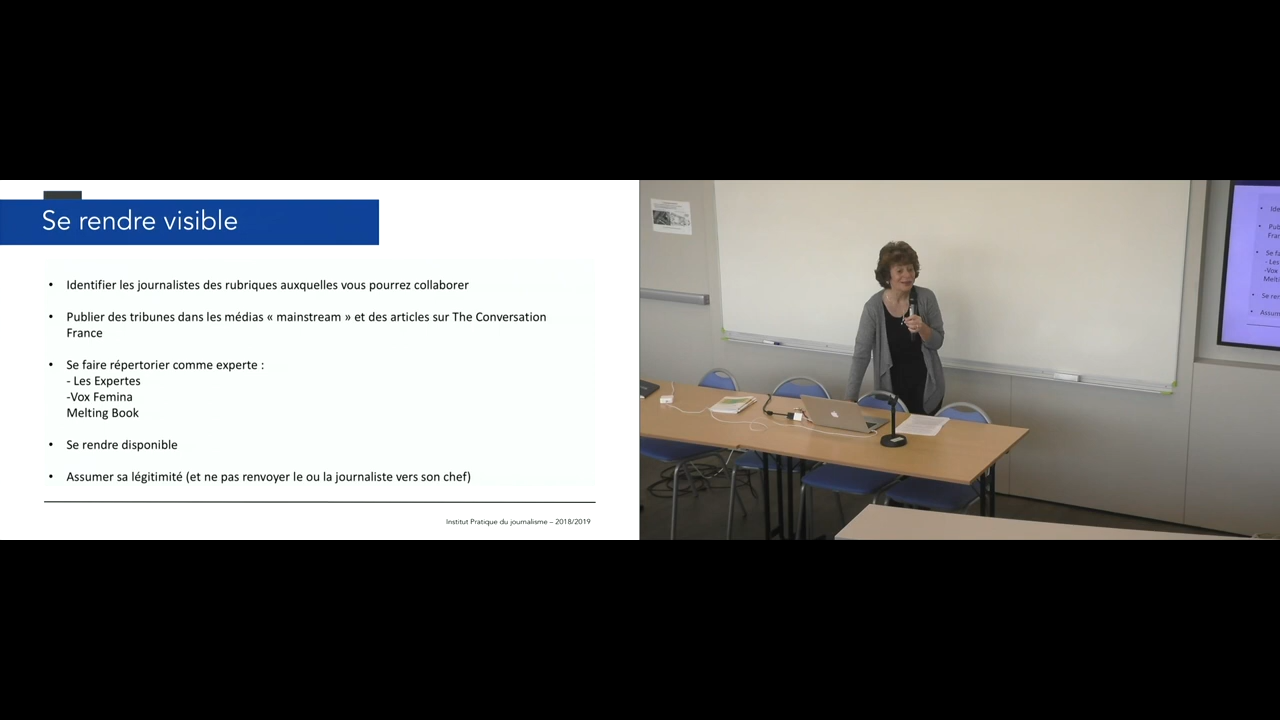 Se rendre visible
• Identifier les journalistes des rubriques auxquelles vous pourrez collaborer
• Publier des tribunes dans les médias « mainstream » et des articles sur The Conversation
France
• Se faire répertorier comme experte :
- Les Expertes
-Vox Femina
Melting Book
• Se rendre disponible
• Assumer sa légitimité (et ne pas renvoyer le ou la journaliste vers son chef)
Institut Pratique du journalisme – 2018/2019